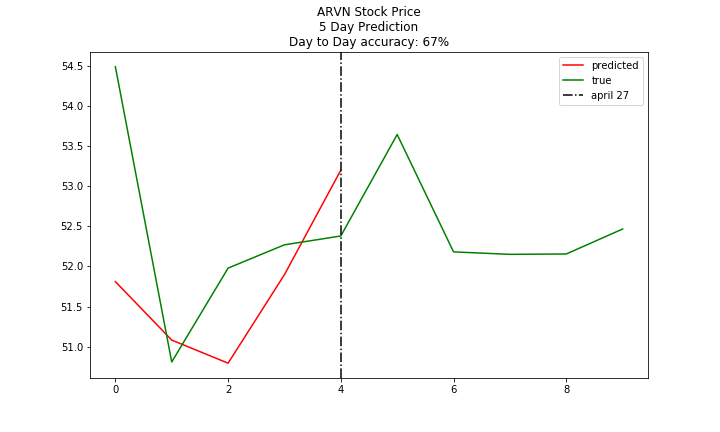 ARVN Stock Price
5 Day Prediction
Day to Day accuracy: 67%
predicted
true
april 27
54.5
54.0
53.5
53.0
52.5
52.0
51.5
51.0
0 2 4 6 8